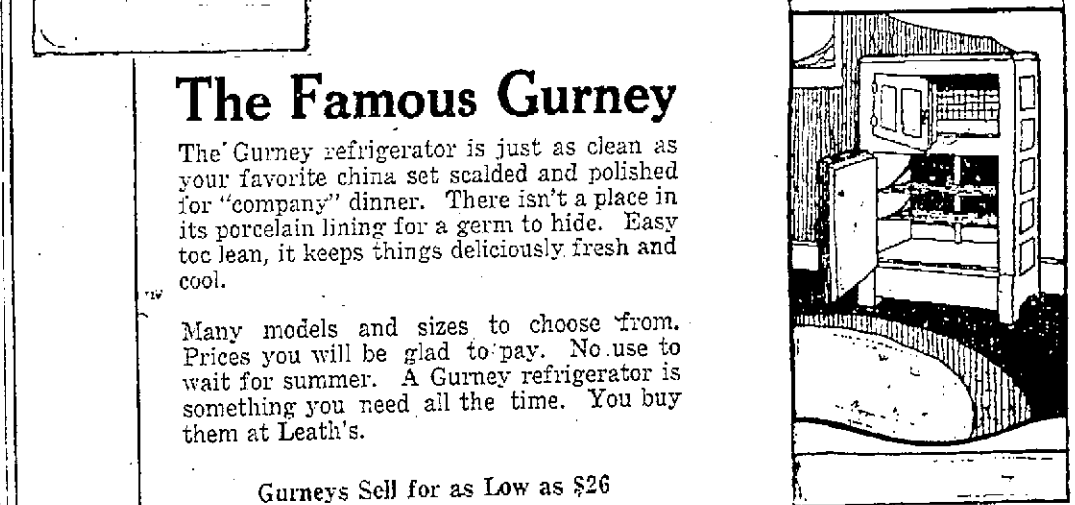 The Famous Gurney
The Gurney refrigerator is just as clean as
your favorite china set scalded and polished
for "company" dinner. There isn't a place in
its porcelain lining for a germ to hide. Easy
toc lean, it keeps things deliciously fresh and
cool.
Many models and sizes to choose from.
Prices you will be glad to pay. No use to
wait for summer. A Gurney refrigerator is
something you need all the time. You buy
them at Leath's.
Gurneys Sell for as Low as $26